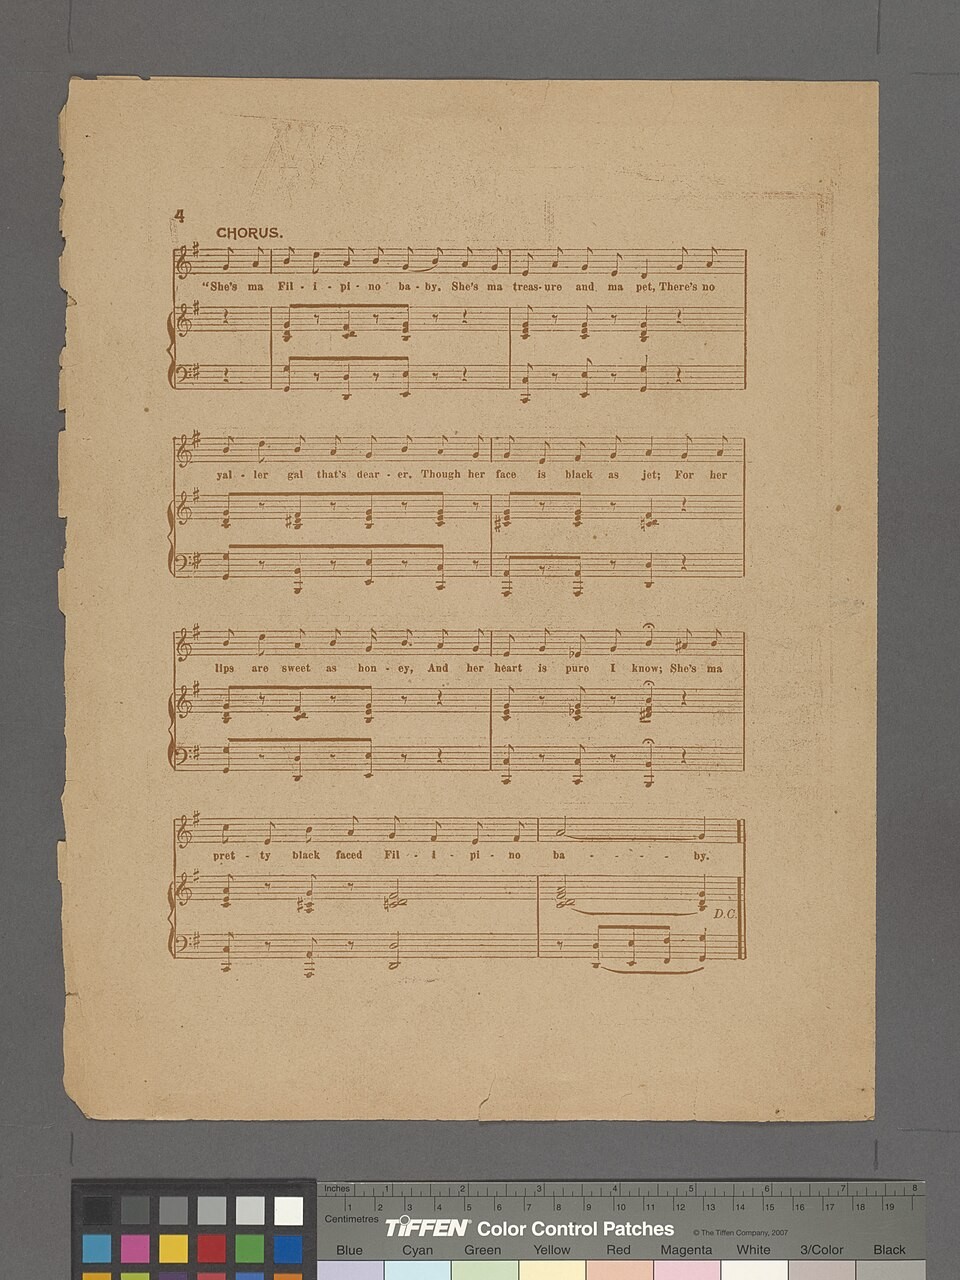 4
CHORUS.
"She's ma Fil - i - pi - no ba - by, She's ma treas - ure and ma pet, There's no
yal - ler gal that's dear - er, Though her face is black as jet; For her
lips are sweet as hon - ey, And her heart is pure I know; She's ma
pret - ty black faced Fil - i - pi - no ba - - - - by.
D.C.
Inches 1 2 3 4 5 6 7 8
Centimetres 1 2 3 4 5 6 7 8 9 10 11 12 13 14 15 16 17 18 19
TIFFEN® Color Control Patches © The Tiffen Company, 2007
Blue Cyan Green Yellow Red Magenta White 3/Color Black